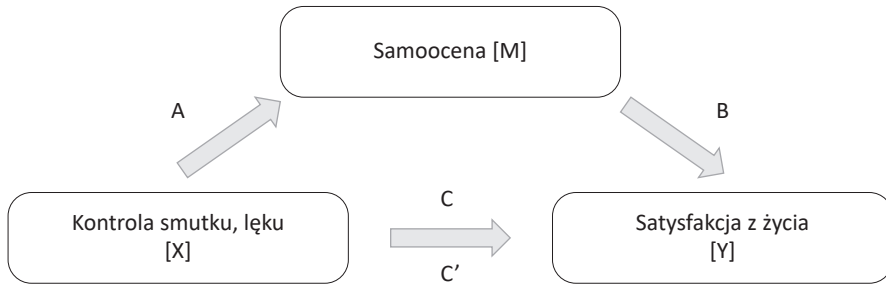 Samoocena [M]
A
B
Kontrola smutku, lęku
[X]
C
C’
Satysfakcja z życia
[Y]